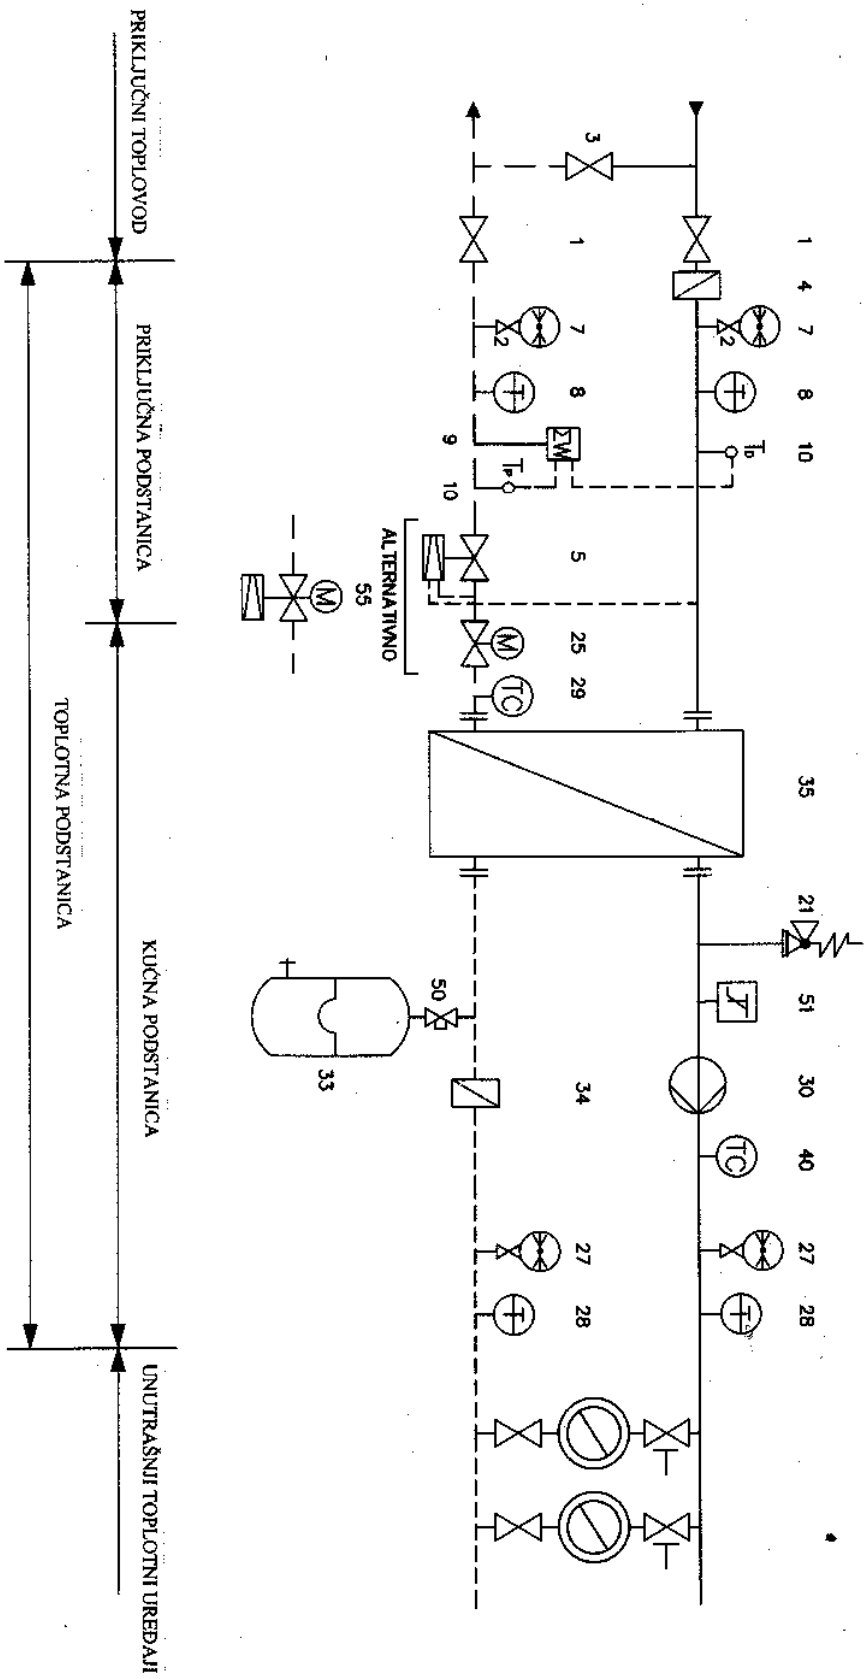 1 4 7 8 10 35 21 51 30 40 27 28
2 T T_D TC T
3
1 7 8 5 25 29 34 27 28
2 T ΣW M TC T
9 10 T_P 50
ALTERNATIVNO
55
33
M
PRIKLJUČNI TOPLOVOD
PRIKLJUČNA PODSTANICA
KUĆNA PODSTANICA
UNUTRAŠNJI TOPLOTNI UREĐAJI
TOPLOTNA PODSTANICA